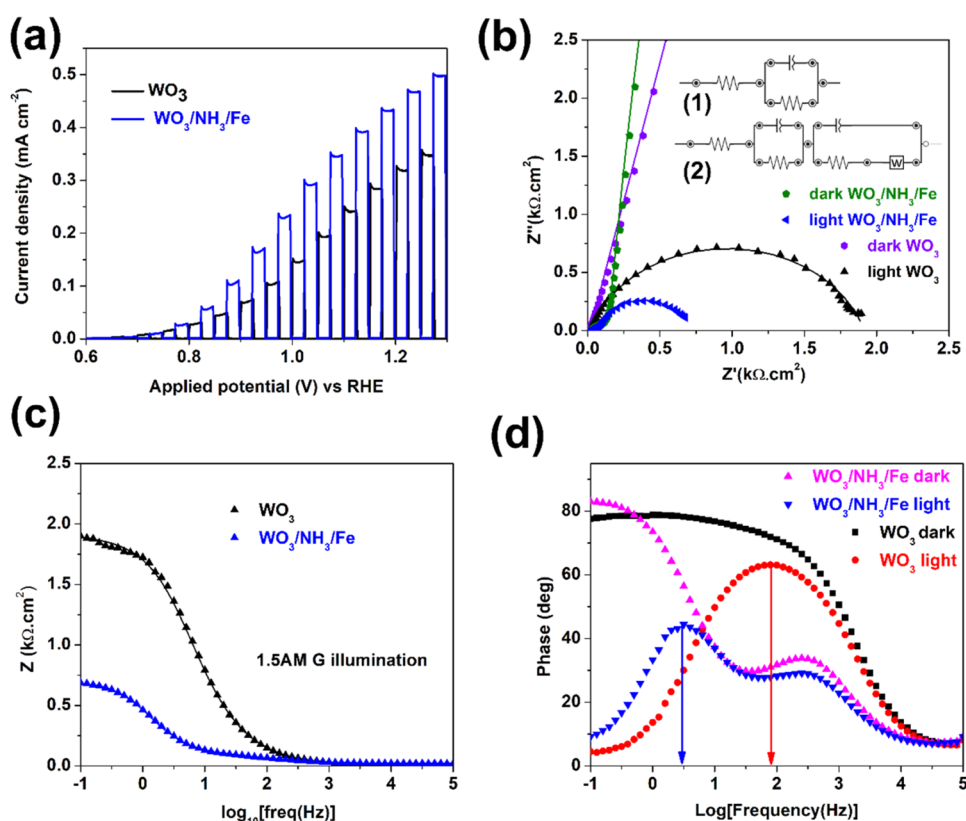 (a)
0.5
0.4
0.3
0.2
0.1
0.0
Current density (mA cm⁻²)
WO₃
WO₃/NH₃/Fe
0.6 0.8 1.0 1.2
Applied potential (V) vs RHE
(b)
2.5
2.0
1.5
1.0
0.5
0.0
Z''(kΩ.cm²)
(1)
(2)
W
dark WO₃/NH₃/Fe
light WO₃/NH₃/Fe
dark WO₃
light WO₃
0.0 0.5 1.0 1.5 2.0 2.5
Z'(kΩ.cm²)
(c)
2.5
2.0
1.5
1.0
0.5
0.0
Z (kΩ.cm²)
WO₃
WO₃/NH₃/Fe
1.5AM G illumination
-1 0 1 2 3 4 5
log₁₀[freq(Hz)]
(d)
80
60
40
20
0
Phase (deg)
WO₃/NH₃/Fe dark
WO₃/NH₃/Fe light
WO₃ dark
WO₃ light
-1 0 1 2 3 4 5
Log[Frequency(Hz)]